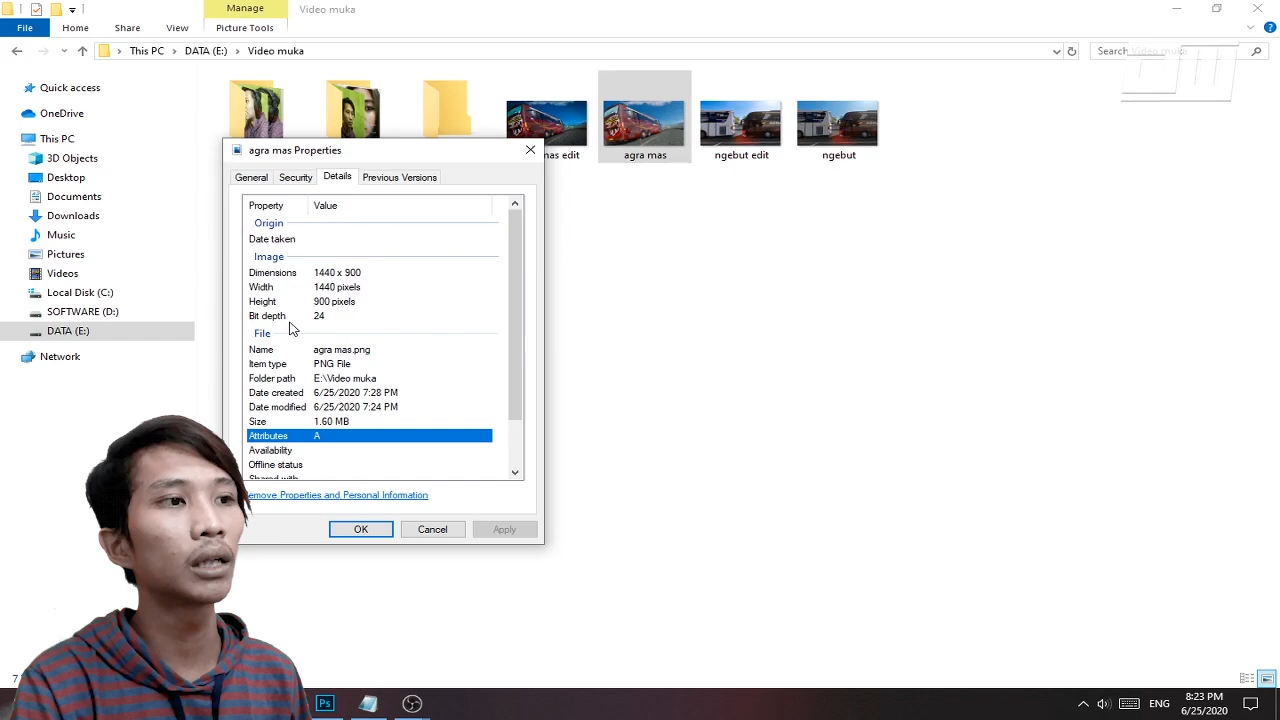 Manage
Video muka
File
Home
Share
View
Picture Tools
This PC
DATA (E:)
Video muka
Search Video muka
Quick access
OneDrive
This PC
3D Objects
Desktop
Documents
Downloads
Music
Pictures
Videos
Local Disk (C:)
SOFTWARE (D:)
DATA (E:)
Network
mas edit
agra mas
ngebut edit
ngebut
agra mas Properties
General
Security
Details
Previous Versions
Property Value
Origin
Date taken
Image
Dimensions 1440 x 900
Width 1440 pixels
Height 900 pixels
Bit depth 24
File
Name agra mas.png
Item type PNG File
Folder path E:\Video muka
Date created 6/25/2020 7:28 PM
Date modified 6/25/2020 7:24 PM
Size 1.60 MB
Attributes A
Availability
Offline status
Shared with
emove Properties and Personal Information
OK
Cancel
Apply
7
Ps
ENG
8:23 PM
6/25/2020